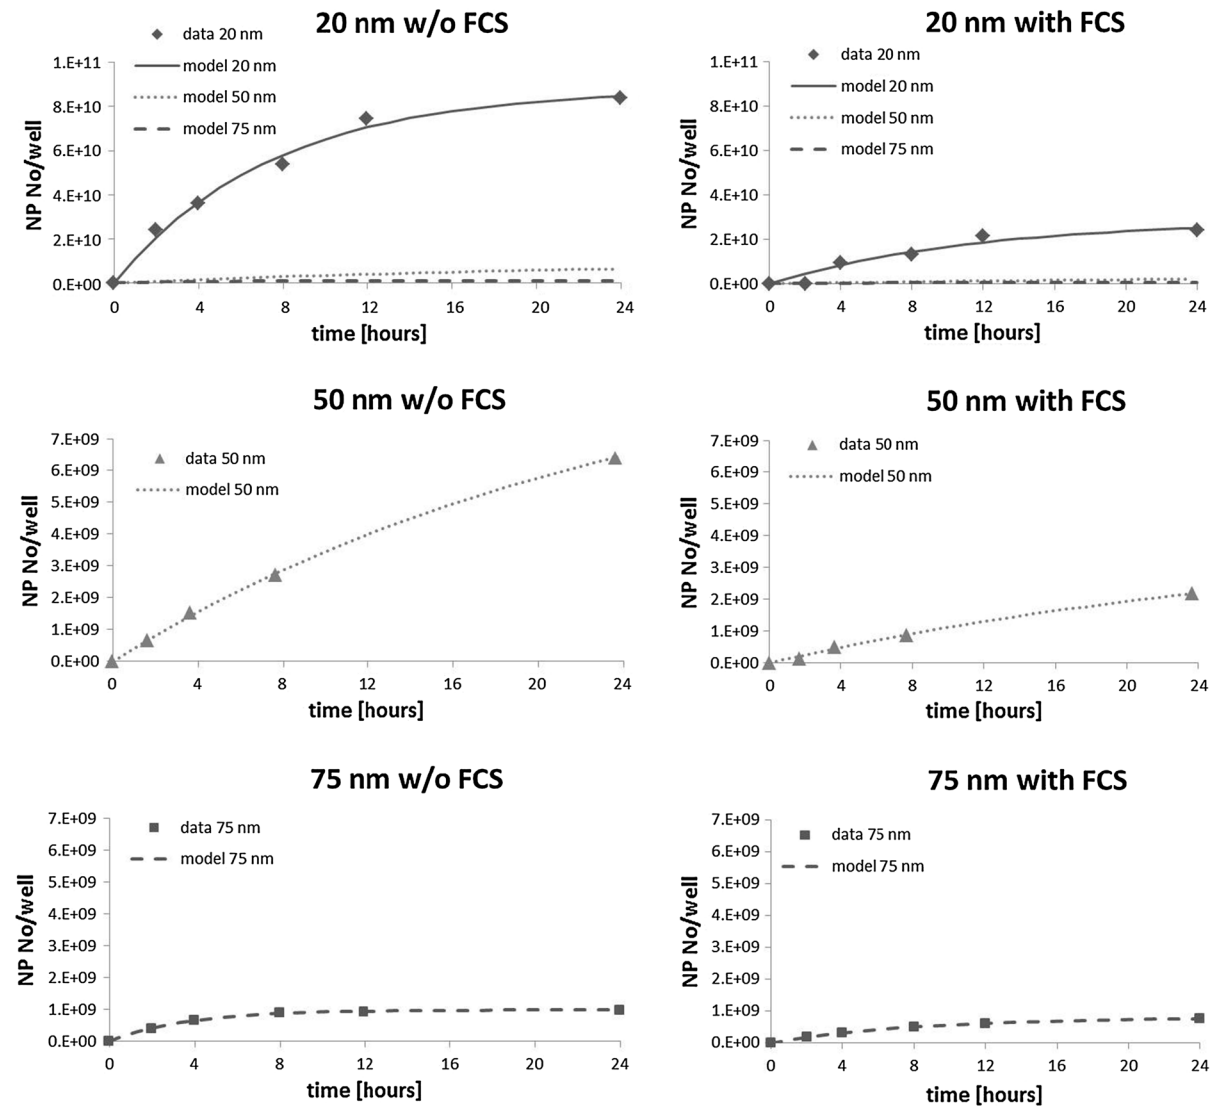 20 nm w/o FCS
data 20 nm
model 20 nm
model 50 nm
model 75 nm
NP No/well
1.E+11
8.E+10
6.E+10
4.E+10
2.E+10
0.E+00
0 4 8 12 16 20 24
time [hours]
20 nm with FCS
data 20 nm
model 20 nm
model 50 nm
model 75 nm
NP No/well
1.E+11
8.E+10
6.E+10
4.E+10
2.E+10
0.E+00
0 4 8 12 16 20 24
time [hours]
50 nm w/o FCS
data 50 nm
model 50 nm
NP No/well
7.E+09
6.E+09
5.E+09
4.E+09
3.E+09
2.E+09
1.E+09
0.E+00
0 4 8 12 16 20 24
time [hours]
50 nm with FCS
data 50 nm
model 50 nm
NP No/well
7.E+09
6.E+09
5.E+09
4.E+09
3.E+09
2.E+09
1.E+09
0.E+00
0 4 8 12 16 20 24
time [hours]
75 nm w/o FCS
data 75 nm
model 75 nm
NP No/well
7.E+09
6.E+09
5.E+09
4.E+09
3.E+09
2.E+09
1.E+09
0.E+00
0 4 8 12 16 20 24
time [hours]
75 nm with FCS
data 75 nm
model 75 nm
NP No/well
7.E+09
6.E+09
5.E+09
4.E+09
3.E+09
2.E+09
1.E+09
0.E+00
0 4 8 12 16 20 24
time [hours]